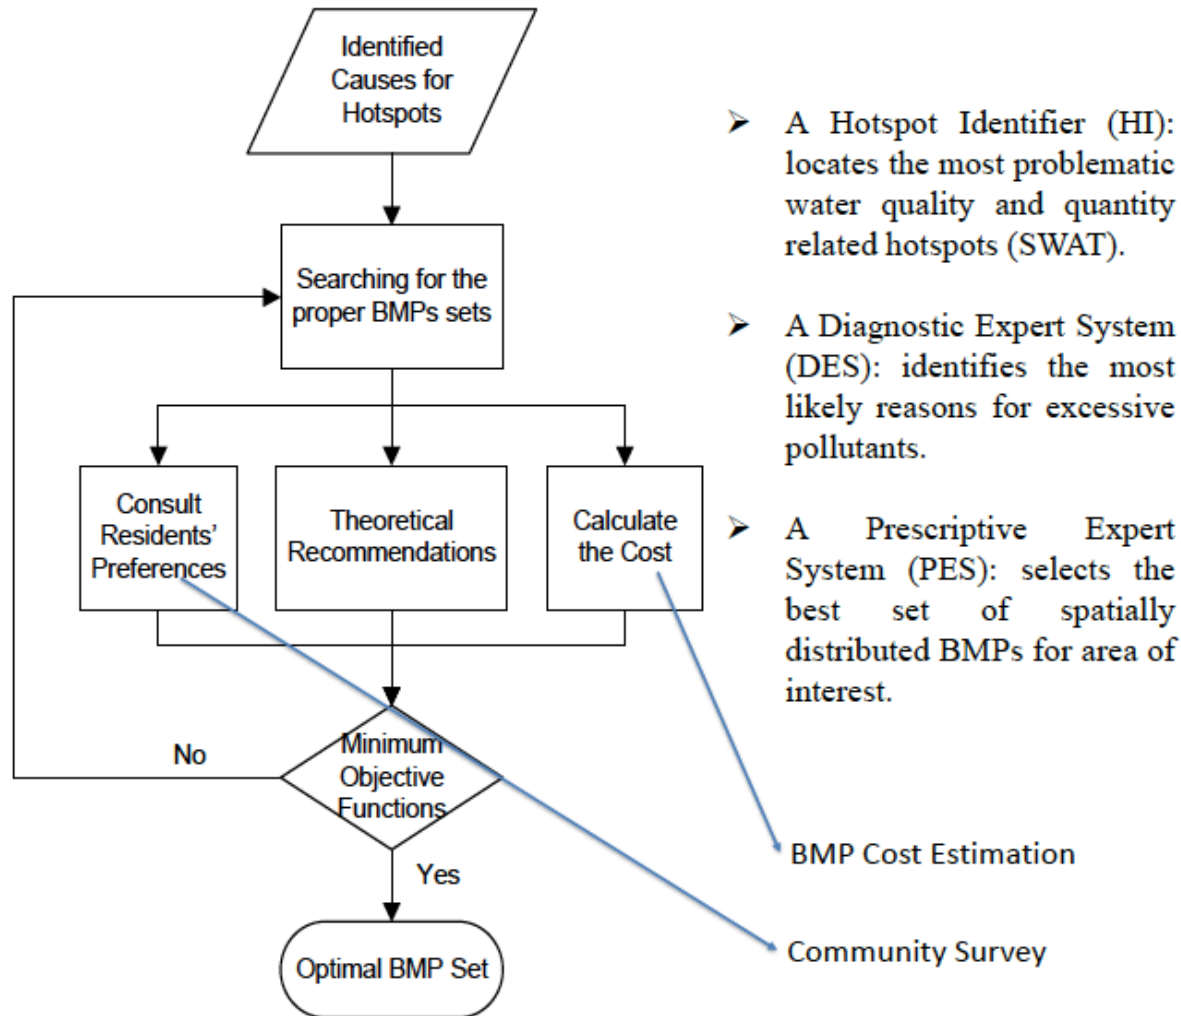 Identified
Causes for
Hotspots
Searching for the
proper BMPs sets
Consult
Residents'
Preferences
Theoretical
Recommendations
Calculate
the Cost
Minimum
Objective
Functions
No
Yes
Optimal BMP Set
➢ A Hotspot Identifier (HI):
locates the most problematic
water quality and quantity
related hotspots (SWAT).
➢ A Diagnostic Expert System
(DES): identifies the most
likely reasons for excessive
pollutants.
➢ A Prescriptive Expert
System (PES): selects the
best set of spatially
distributed BMPs for area of
interest.
BMP Cost Estimation
Community Survey